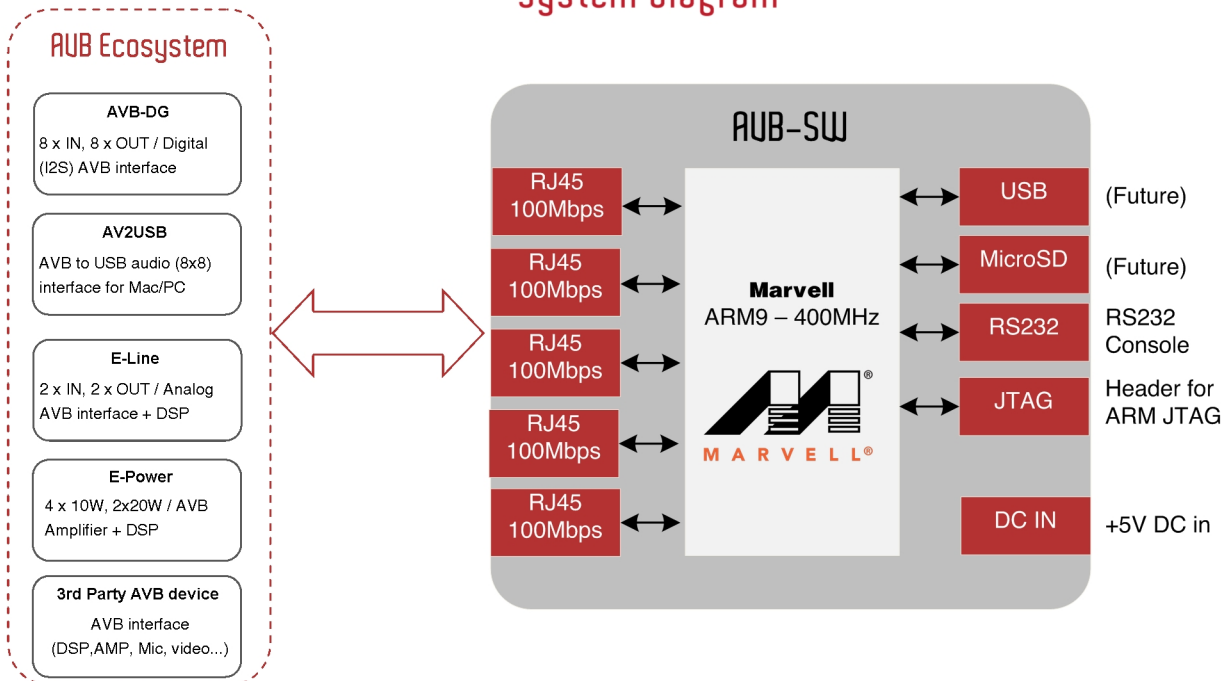 System Diagram
AVB Ecosystem
AVB-DG
8 x IN, 8 x OUT / Digital
(I2S) AVB interface
AV2USB
AVB to USB audio (8x8)
interface for Mac/PC
E-Line
2 x IN, 2 x OUT / Analog
AVB interface + DSP
E-Power
4 x 10W, 2x20W / AVB
Amplifier + DSP
3rd Party AVB device
AVB interface
(DSP,AMP, Mic, video...)
AVB-SW
RJ45
100Mbps
RJ45
100Mbps
RJ45
100Mbps
RJ45
100Mbps
RJ45
100Mbps
Marvell
ARM9 – 400MHz
®
MARVELL®
USB
(Future)
MicroSD
(Future)
RS232
RS232
Console
JTAG
Header for
ARM JTAG
DC IN
+5V DC in